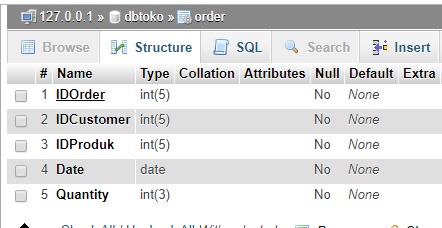 127.0.0.1 » dbtoko » order
Browse Structure SQL Search Insert
# Name Type Collation Attributes Null Default Extra
1 IDOrder int(5) No None
2 IDCustomer int(5) No None
3 IDProduk int(5) No None
4 Date date No None
5 Quantity int(3) No None